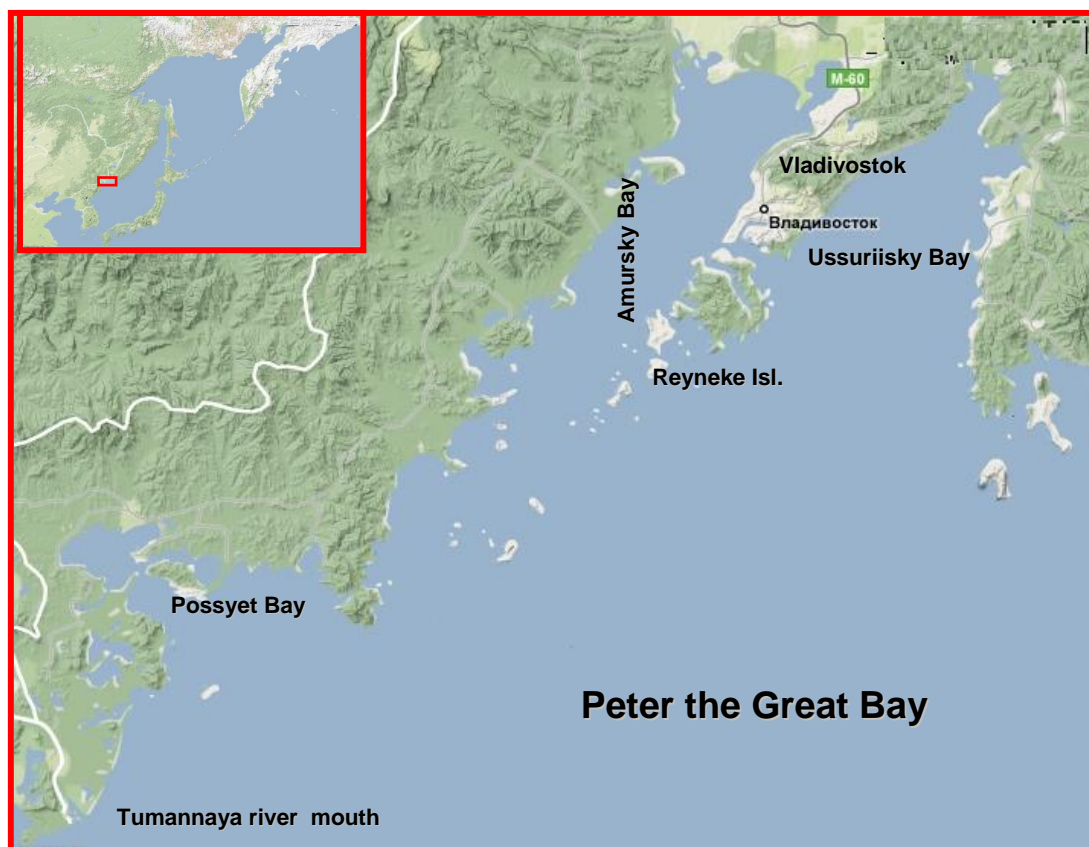 M-60
Vladivostok
Владивосток
Amursky Bay
Ussuriisky Bay
Reyneke Isl.
Possyet Bay
Peter the Great Bay
Tumannaya river mouth